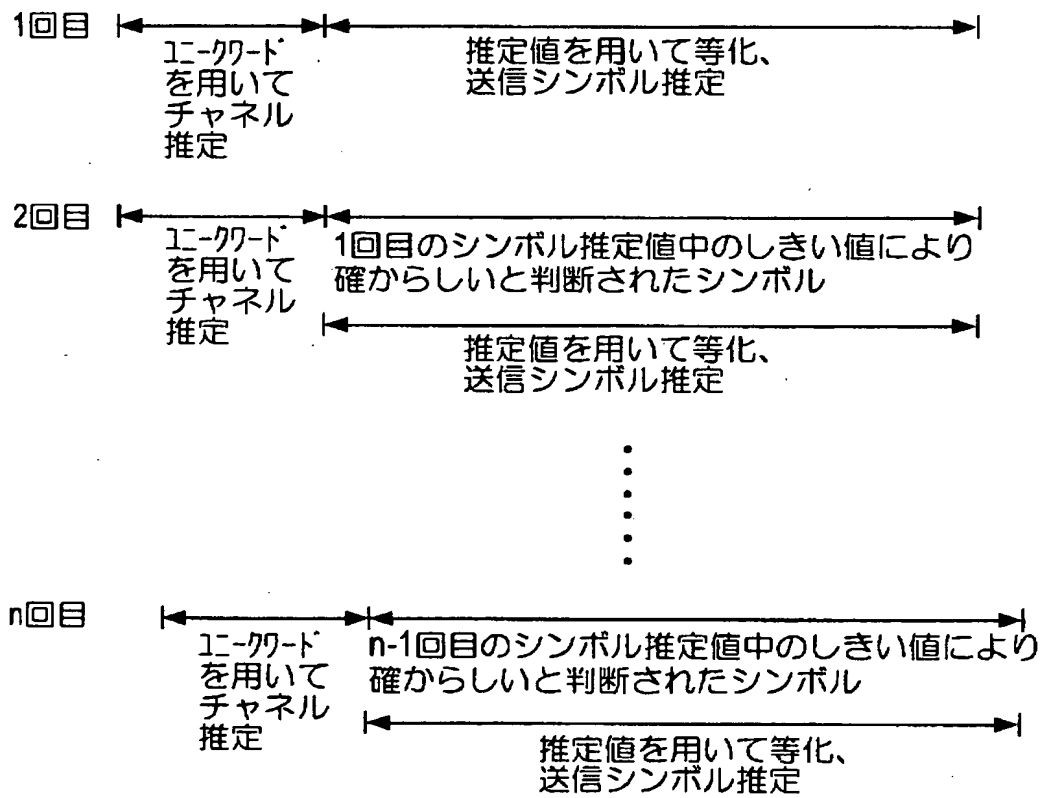 1回目
ﾕﾆｰｸﾜｰﾄﾞ
を用いて
チャネル
推定
推定値を用いて等化、
送信シンボル推定
2回目
ﾕﾆｰｸﾜｰﾄﾞ
を用いて
チャネル
推定
1回目のシンボル推定値中のしきい値により
確からしいと判断されたシンボル
推定値を用いて等化、
送信シンボル推定
n回目
ﾕﾆｰｸﾜｰﾄﾞ
を用いて
チャネル
推定
n-1回目のシンボル推定値中のしきい値により
確からしいと判断されたシンボル
推定値を用いて等化、
送信シンボル推定